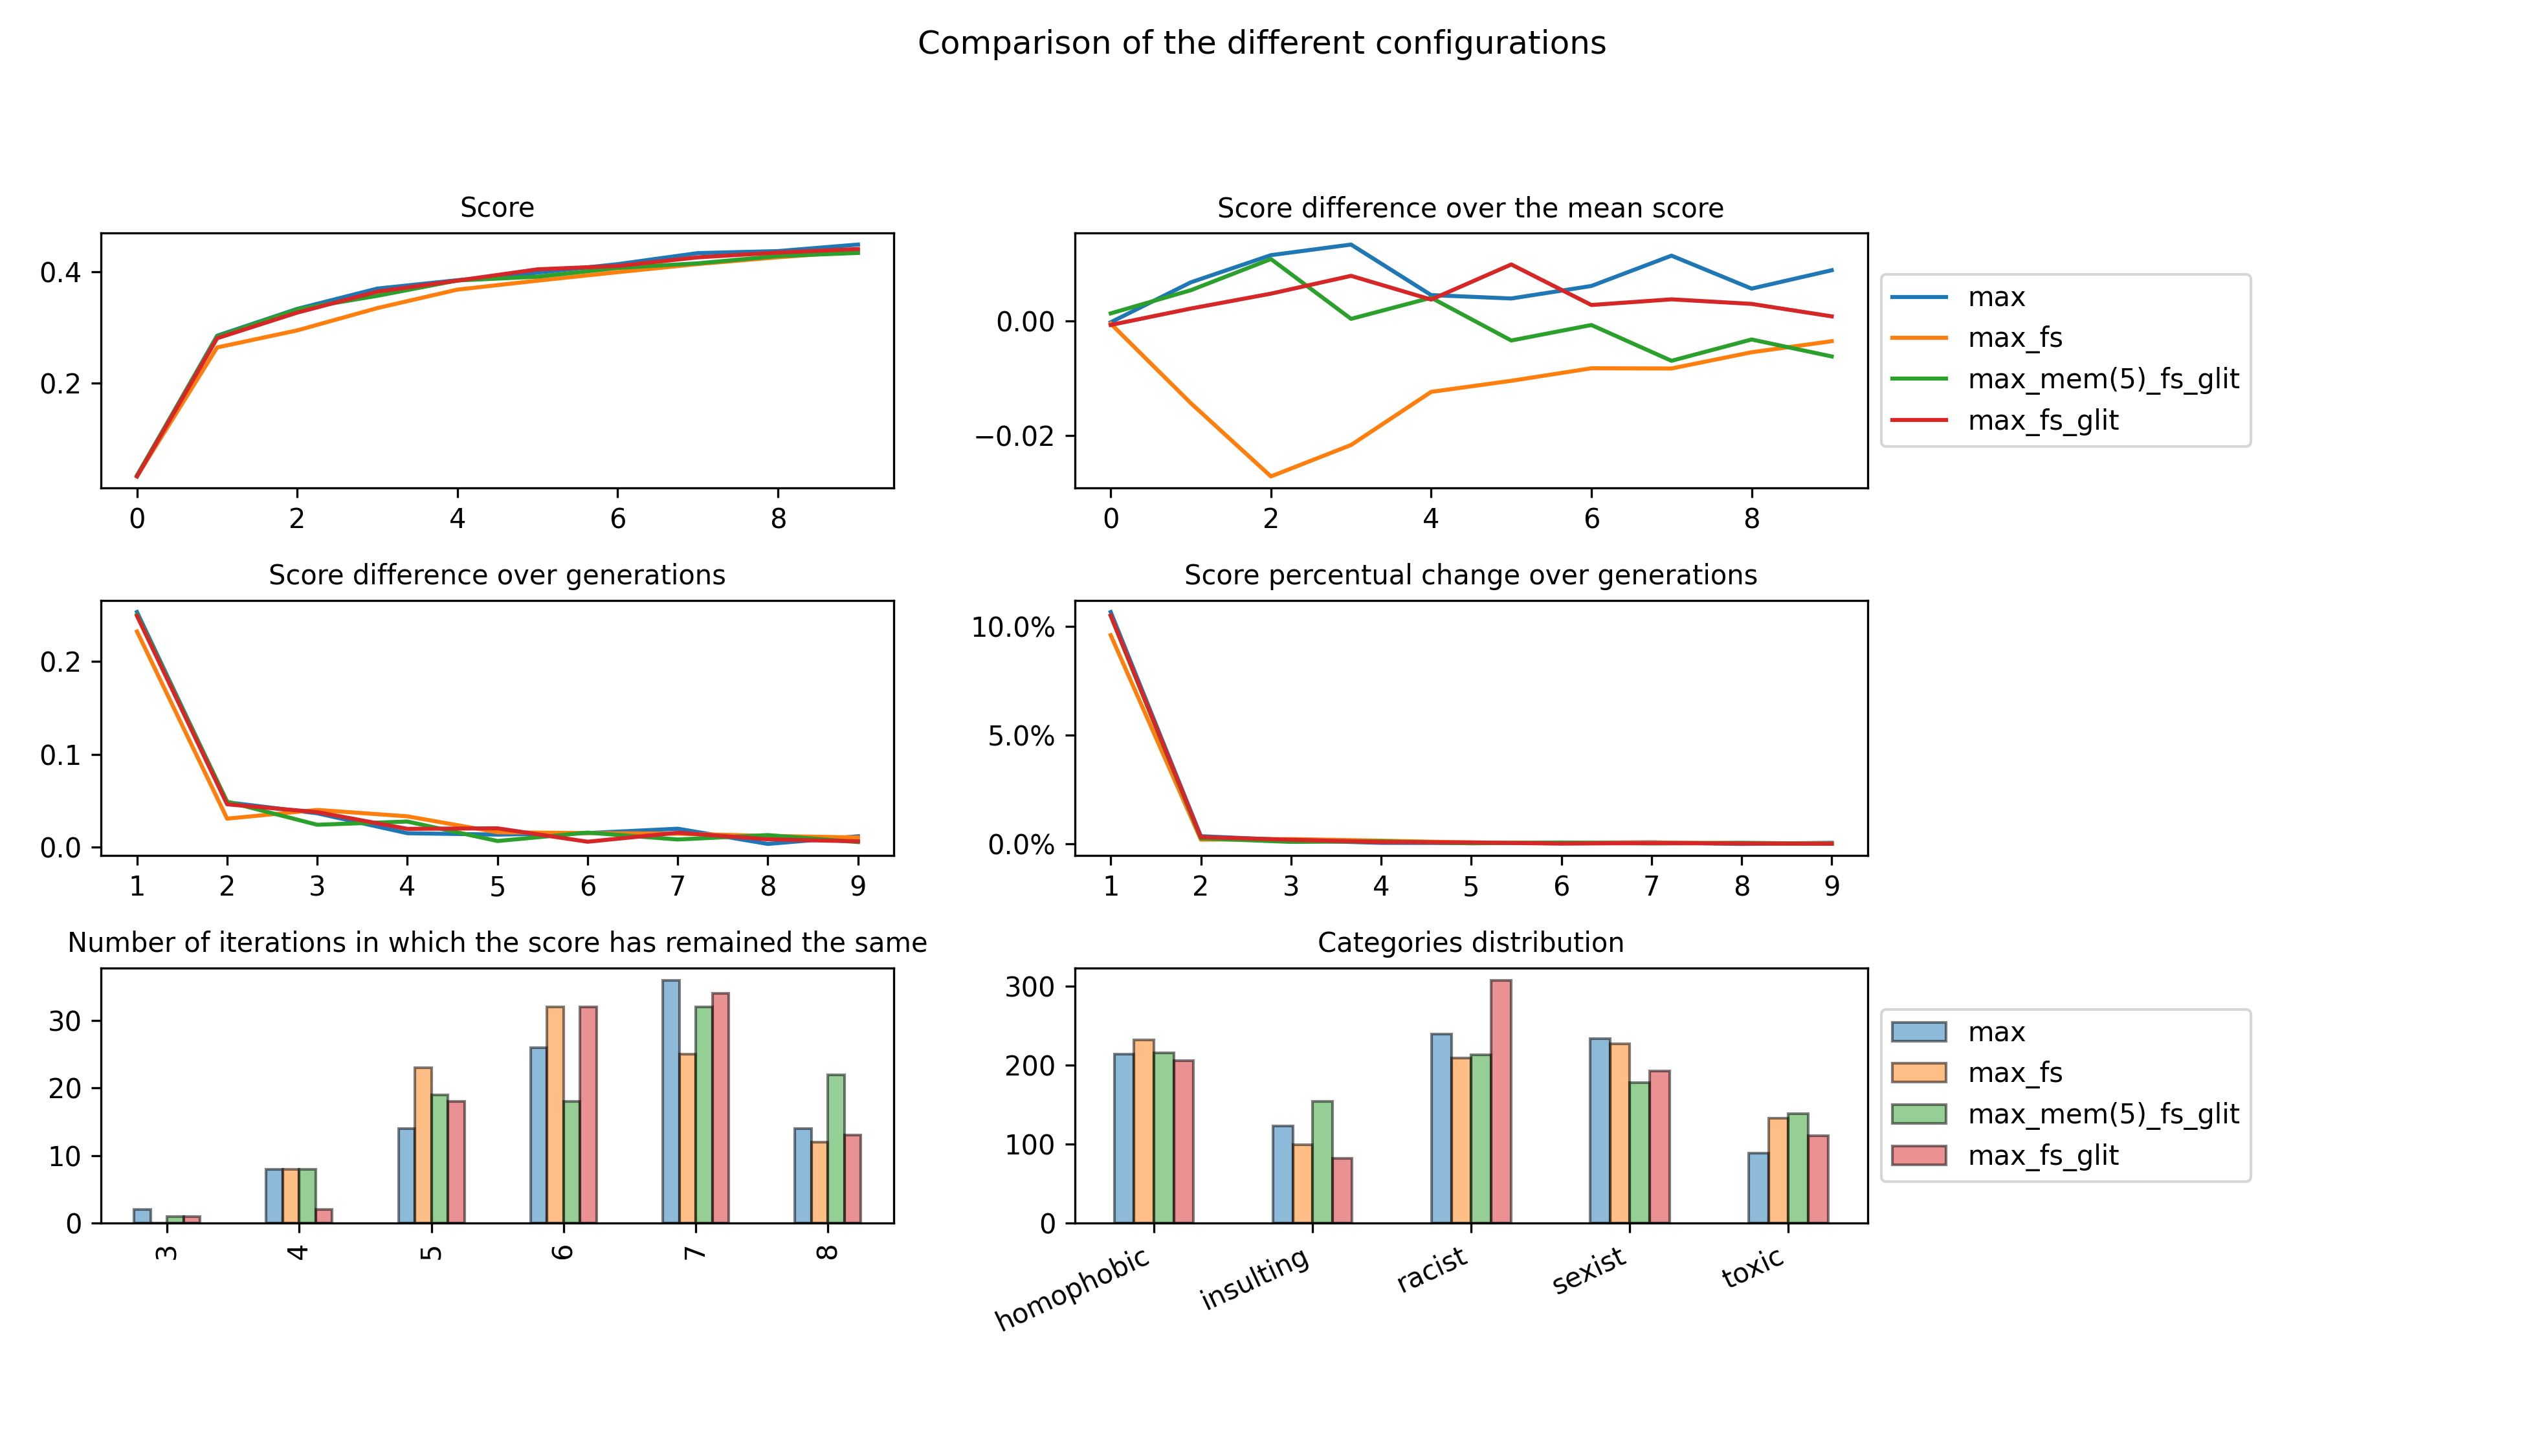 Comparison of the different configurations
Score
0.4
0.2
0 2 4 6 8
Score difference over the mean score
0.00
−0.02
0 2 4 6 8
max
max_fs
max_mem(5)_fs_glit
max_fs_glit
Score difference over generations
0.2
0.1
0.0
1 2 3 4 5 6 7 8 9
Score percentual change over generations
10.0%
5.0%
0.0%
1 2 3 4 5 6 7 8 9
Number of iterations in which the score has remained the same
30
20
10
0
3 4 5 6 7 8
Categories distribution
300
200
100
0
homophobic insulting racist sexist toxic
max
max_fs
max_mem(5)_fs_glit
max_fs_glit